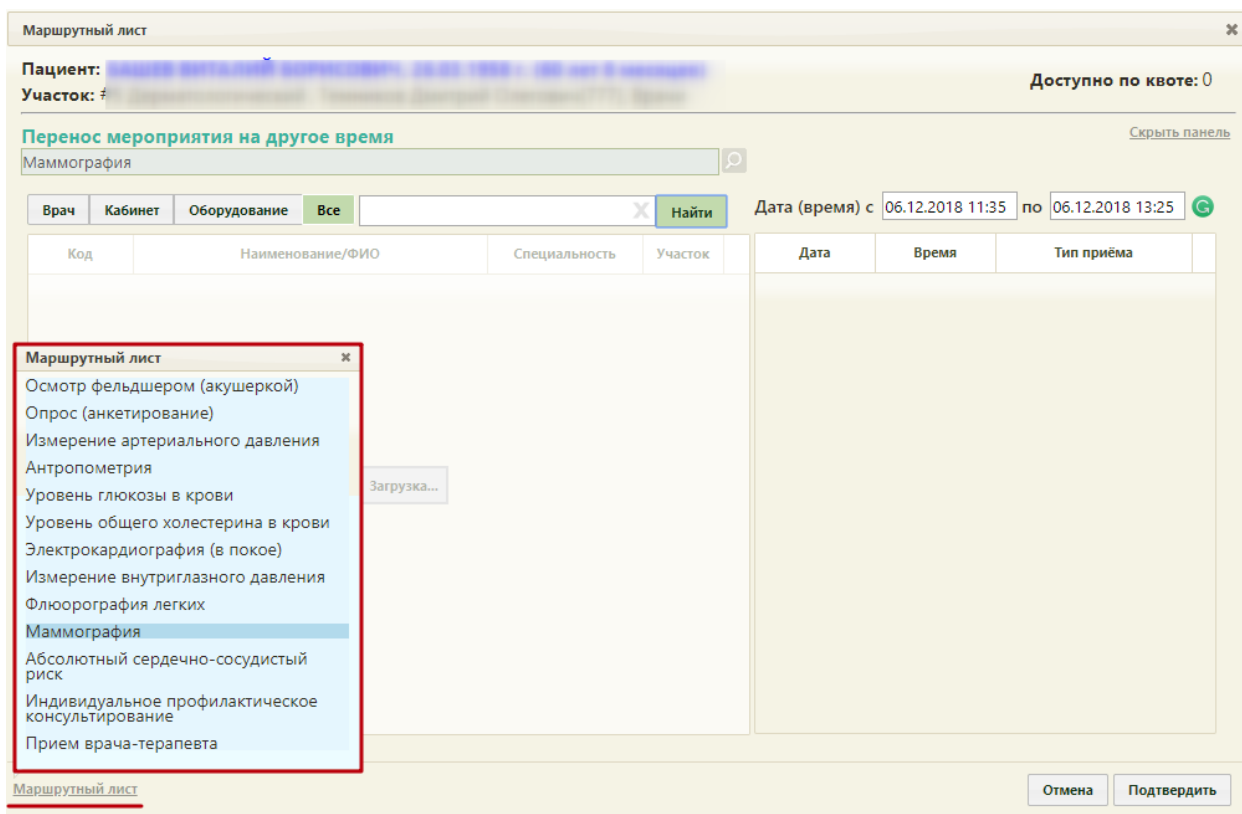 Маршрутный лист
Пациент:
Участок: #
Доступно по квоте: 0
Перенос мероприятия на другое время
Скрыть панель
Маммография
Врач Кабинет Оборудование Все X Найти
Дата (время) с 06.12.2018 11:35 по 06.12.2018 13:25
Код Наименование/ФИО Специальность Участок
Дата Время Тип приёма
Загрузка...
Маршрутный лист
Осмотр фельдшером (акушеркой)
Опрос (анкетирование)
Измерение артериального давления
Антропометрия
Уровень глюкозы в крови
Уровень общего холестерина в крови
Электрокардиография (в покое)
Измерение внутриглазного давления
Флюорография легких
Маммография
Абсолютный сердечно-сосудистый
риск
Индивидуальное профилактическое
консультирование
Прием врача-терапевта
Маршрутный лист
Отмена Подтвердить